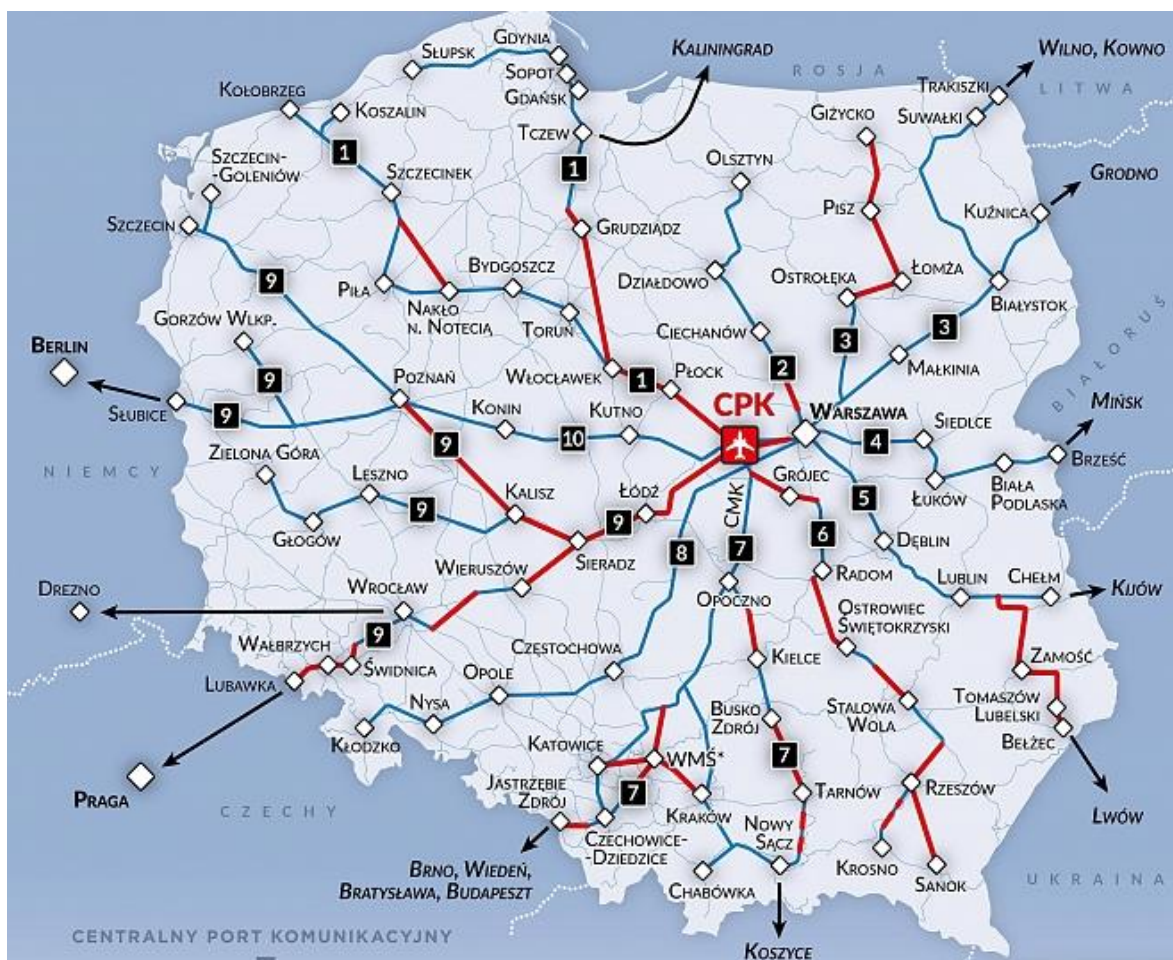 GDYNIA
KALININGRAD
WILNO, KOWNO
SŁUPSK
ROSJA
SOPOT
TRAKISZKI
LITWA
KOŁOBRZEG
KOSZALIN
GDAŃSK
GIŻYCKO
SUWAŁKI
TCZEW
SZCZECIN-
-GOLENIÓW
1
SZCZECINEK
1
OLSZTYN
GRODNO
SZCZECIN
PISZ
KUŹNICA
GRUDZIĄDZ
9
BYDGOSZCZ
DZIAŁDOWO
OSTROŁĘKA
ŁOMŻA
BIAŁYSTOK
PIŁA
NAKŁO
N. NOTECIĄ
TORUŃ
CIECHANÓW
3
3
GORZÓW WLKP.
BERLIN
MAŁKINIA
BIAŁORUŚ
9
POZNAŃ
WŁOCŁAWEK
1
PŁOCK
2
SŁUBICE
9
KONIN
KUTNO
CPK
WARSZAWA
MIŃSK
10
4
SIEDLCE
BRZEŚĆ
NIEMCY
ZIELONA GÓRA
LESZNO
9
ŁÓDŹ
GRÓJEC
ŁUKÓW
BIAŁA
PODLASKA
KALISZ
CMK
5
GŁOGÓW
9
9
SIERADZ
8
7
6
DĘBLIN
DREZNO
WROCŁAW
WIERUSZÓW
OPOCZNO
RADOM
LUBLIN
CHEŁM
KIJÓW
9
WAŁBRZYCH
OSTROWIEC
ŚWIĘTOKRZYSKI
CZĘSTOCHOWA
KIELCE
ZAMOŚĆ
LUBAWKA
ŚWIDNICA
OPOLE
NYSA
STALOWA
WOLA
TOMASZÓW
LUBELSKI
BUSKO
ZDRÓJ
KŁODZKO
KATOWICE
WMŚ*
BEŁŻEC
PRAGA
JASTRZĘBIE
ZDRÓJ
7
7
TARNÓW
RZESZÓW
CZECHY
KRAKÓW
LWÓW
CZECHOWICE-
-DZIEDZICE
NOWY
SĄCZ
KROSNO
SANOK
BRNO, WIEDEŃ,
BRATYSŁAWA, BUDAPESZT
CHABÓWKA
UKRAINA
CENTRALNY PORT KOMUNIKACYJNY
KOSZYCE